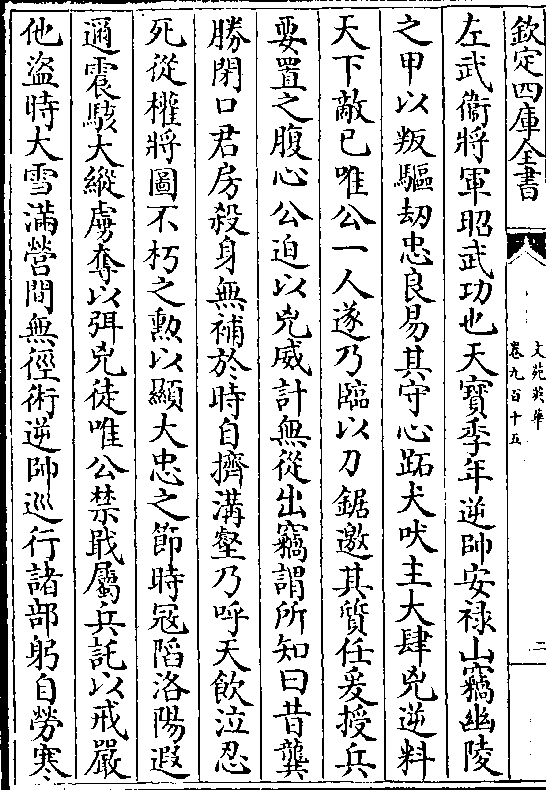 欽定四庫全書
文苑英華
卷九百十五
二
左武衞將軍昭武功也天寶季年逆帥安禄山竊幽陵
之甲以叛驅刼忠良易其守心跖犬吠主大肆兇逆料
天下敵已唯公一人遂乃臨以刀鋸邀其質任爰授兵
要置之腹心公迫以兇威計無從出竊謂所知曰昔龔
勝閉口君房殺身無補於時自擠溝壑乃呼天飲泣忍
死從權將圖不朽之勲以顯大忠之節時冦䧟洛陽遐
邇震駭大縱虜奪以弭兇徒唯公禁戢屬兵託以戒嚴
他盜時大雪滿營間無徑術逆帥巡行諸部躬自勞寒